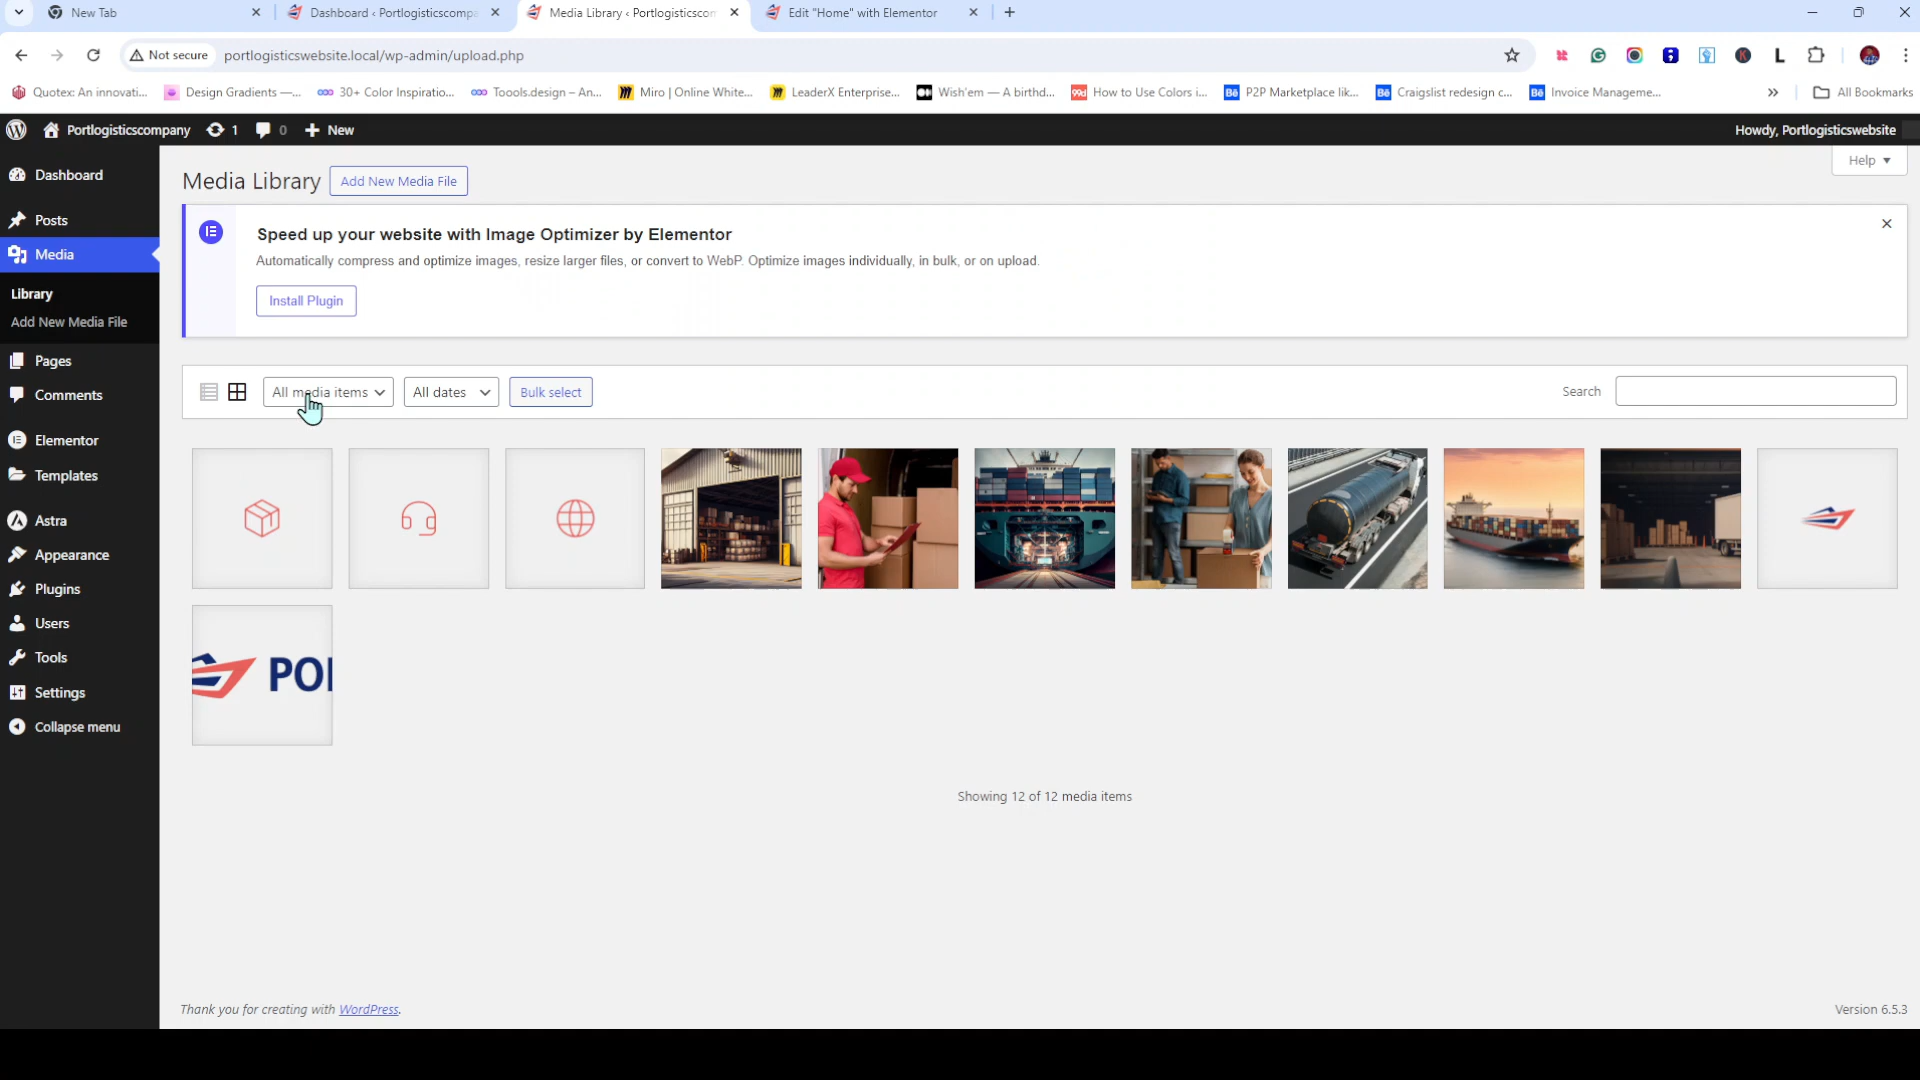 New Tab
Dashboard ‹ Portlogisticscompa
Media Library ‹ Portlogisticscom
Edit "Home" with Elementor
Not secure
portlogisticswebsite.local/wp-admin/upload.php
Quotex: An innovati...
Design Gradients —...
30+ Color Inspiratio...
Toools.design – An...
Miro | Online White...
LeaderX Enterprise...
Wish'em — A birthd...
How to Use Colors i...
P2P Marketplace lik...
Craigslist redesign c...
Invoice Manageme...
All Bookmarks
Portlogisticscompany
1
0
New
Howdy, Portlogisticswebsite
Dashboard
Posts
Media
Library
Add New Media File
Pages
Comments
Elementor
Templates
Astra
Appearance
Plugins
Users
Tools
Settings
Collapse menu
Help
Media Library
Add New Media File
Speed up your website with Image Optimizer by Elementor
Automatically compress and optimize images, resize larger files, or convert to WebP. Optimize images individually, in bulk, or on upload.
Install Plugin
All media items
All dates
Bulk select
Search
POI
Showing 12 of 12 media items
Thank you for creating with WordPress.
Version 6.5.3